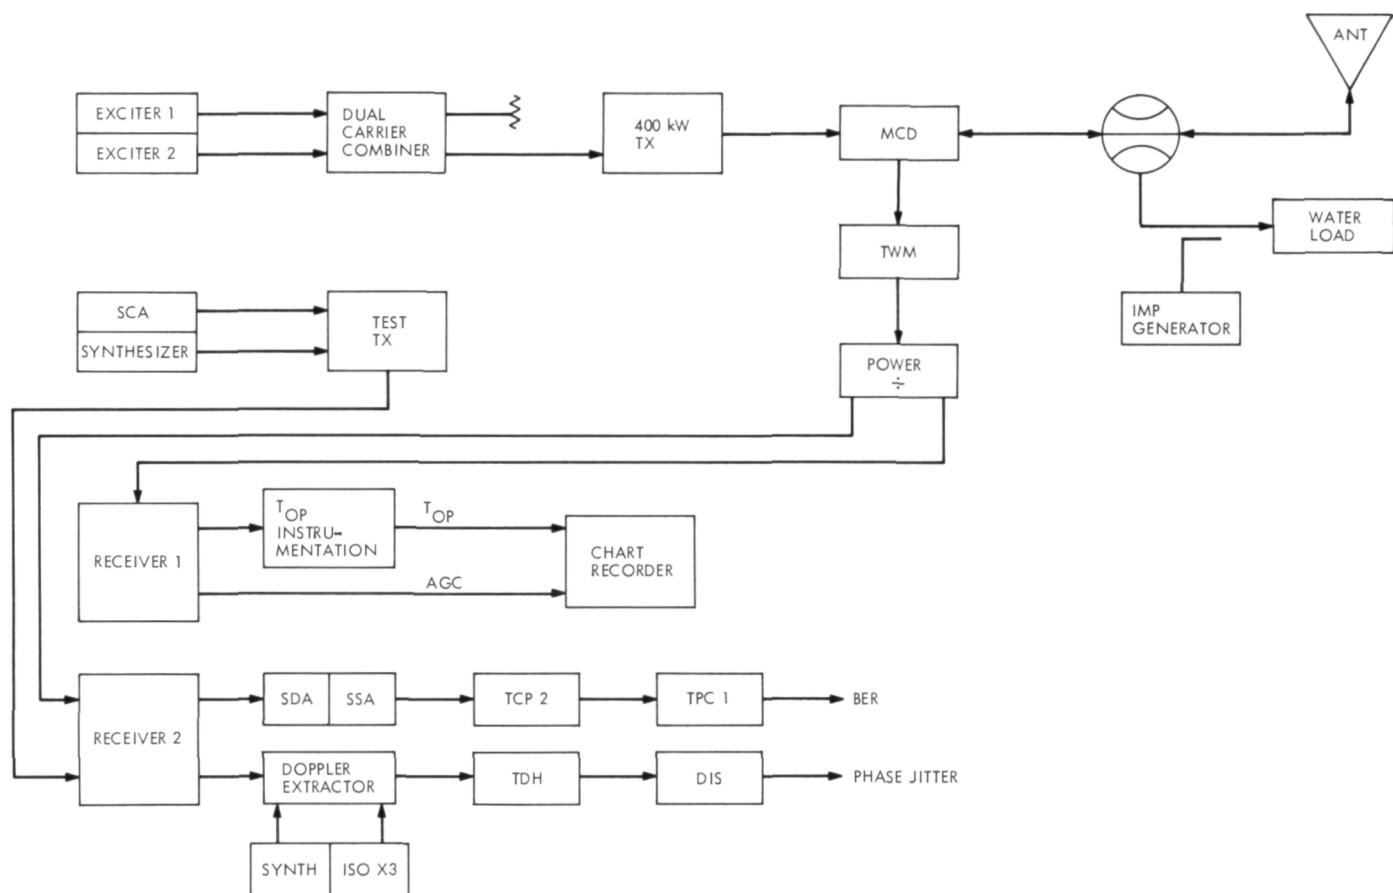 ANT
EXCITER 1
EXCITER 2
DUAL
CARRIER
COMBINER
400 kW
TX
MCD
WATER
LOAD
TWM
IMP
GENERATOR
SCA
SYNTHESIZER
TEST
TX
POWER
÷
RECEIVER 1
TOP
INSTRU-
MENTATION
TOP
AGC
CHART
RECORDER
RECEIVER 2
SDA
SSA
TCP 2
TPC 1
BER
DOPPLER
EXTRACTOR
TDH
DIS
PHASE JITTER
SYNTH
ISO X3